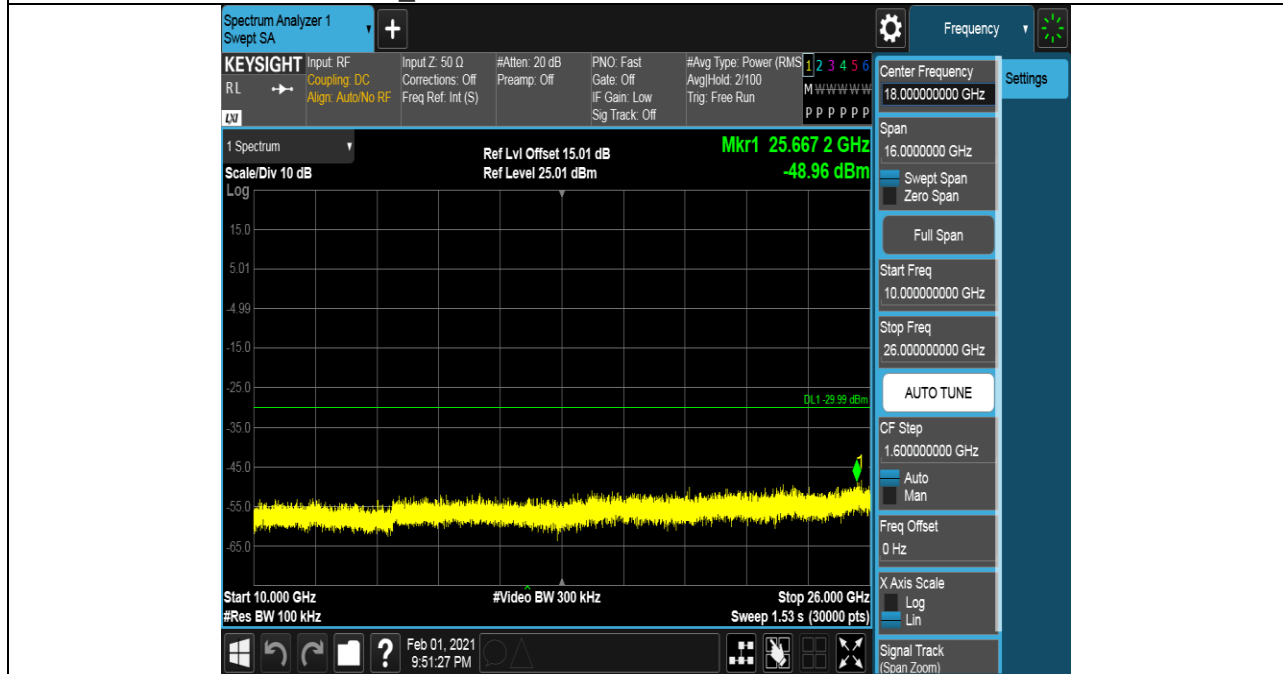 Spectrum Analyzer 1
Swept SA
+
Frequency
KEYSIGHT
RL
LXI
Input: RF
Coupling: DC
Align: Auto/No RF
Input Z: 50 Ω
Corrections: Off
Freq Ref: Int (S)
#Atten: 20 dB
Preamp: Off
PNO: Fast
Gate: Off
IF Gain: Low
Sig Track: Off
#Avg Type: Power (RMS
Avg|Hold: 2/100
Trig: Free Run
1 2 3 4 5 6
M W W W W W
P P P P P P
1 Spectrum
Scale/Div 10 dB
Ref Lvl Offset 15.01 dB
Ref Level 25.01 dBm
Mkr1 25.667 2 GHz
-48.96 dBm
Log
15.0
5.01
-4.99
-15.0
-25.0
DL1 -29.99 dBm
-35.0
-45.0
1
-55.0
-65.0
Start 10.000 GHz
#Video BW 300 kHz
Stop 26.000 GHz
#Res BW 100 kHz
Sweep 1.53 s (30000 pts)
?
Feb 01, 2021
9:51:27 PM
Center Frequency
18.000000000 GHz
Settings
Span
16.0000000 GHz
Swept Span
Zero Span
Full Span
Start Freq
10.000000000 GHz
Stop Freq
26.000000000 GHz
AUTO TUNE
CF Step
1.600000000 GHz
Auto
Man
Freq Offset
0 Hz
X Axis Scale
Log
Lin
Signal Track
(Span Zoom)